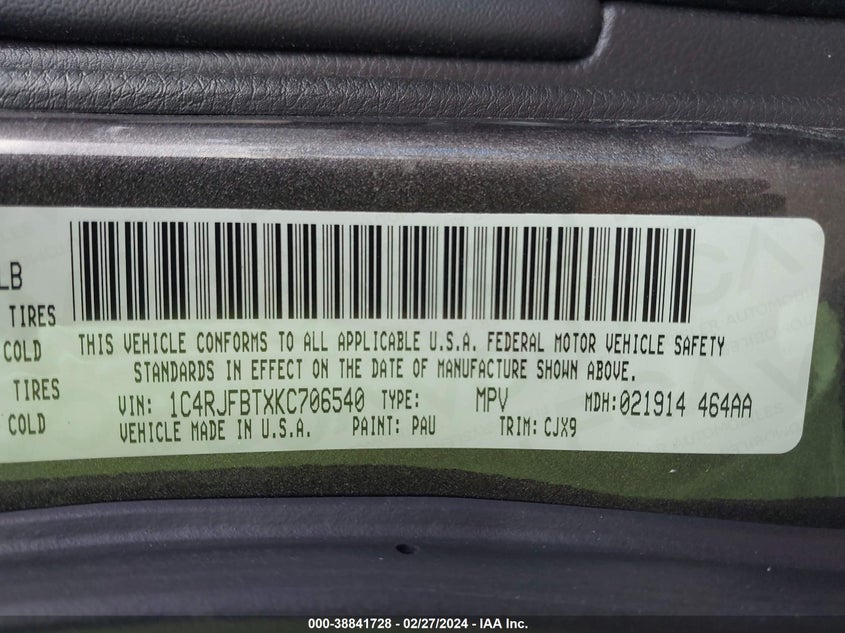 LB
TIRES
COLD
TIRES
COLD
THIS VEHICLE CONFORMS TO ALL APPLICABLE U.S.A. FEDERAL MOTOR VEHICLE SAFETY
STANDARDS IN EFFECT ON THE DATE OF MANUFACTURE SHOWN ABOVE.
VIN: 1C4RJFBTXKC706540 TYPE: MPV MDH:021914 464AA
VEHICLE MADE IN U.S.A. PAINT: PAU TRIM: CJX9
000-38841728 - 02/27/2024 - IAA Inc.